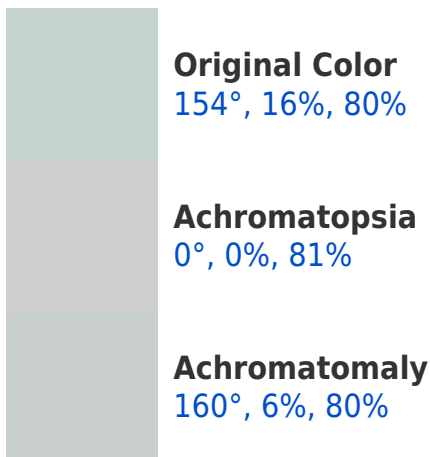 Original Color
154°, 16%, 80%
Achromatopsia
0°, 0%, 81%
Achromatomaly
160°, 6%, 80%